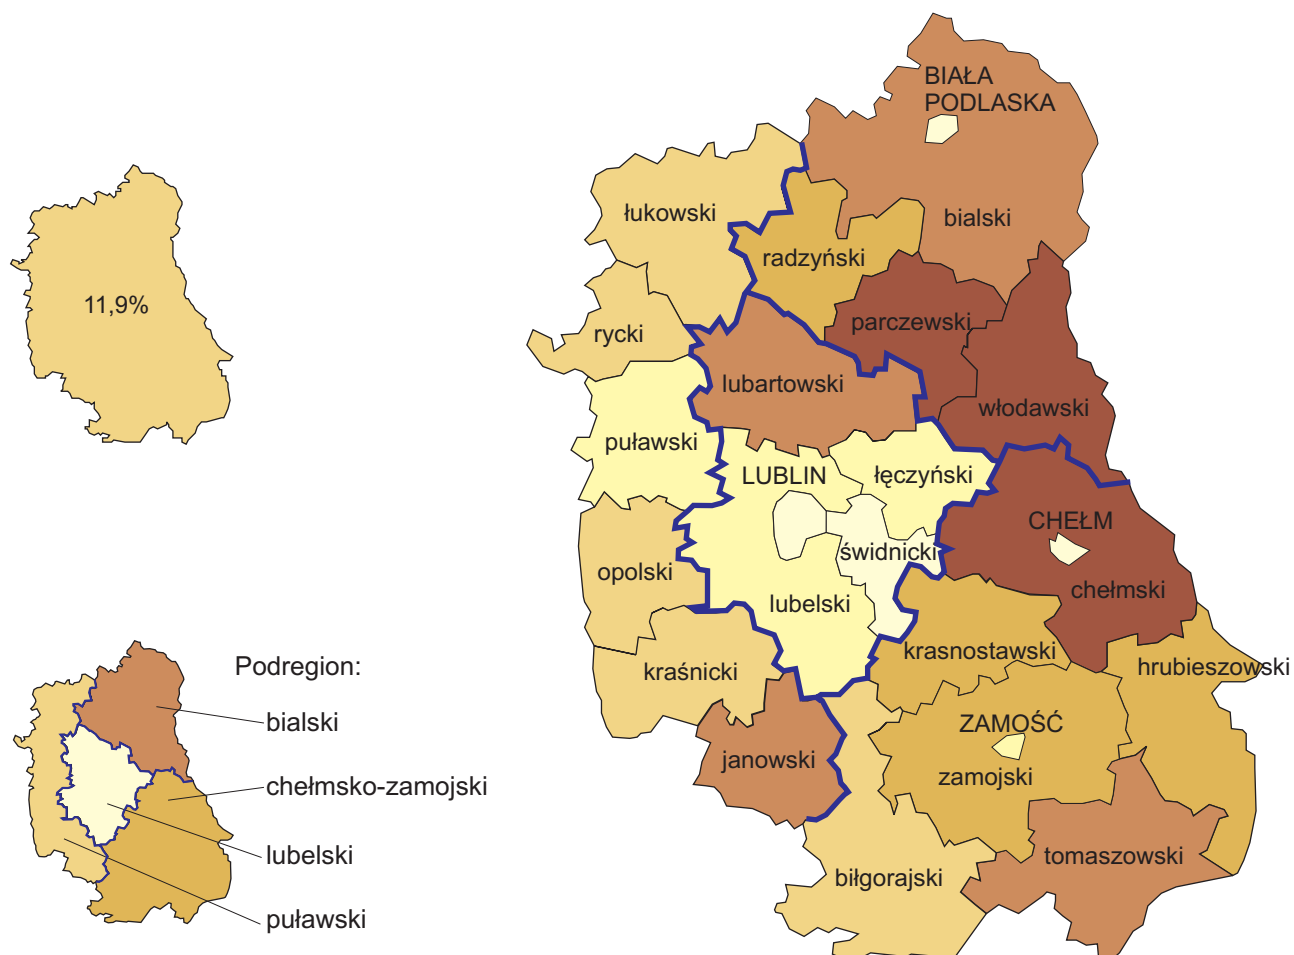 11,9%
Podregion:
bialski
chełmsko-zamojski
lubelski
puławski
BIAŁA
PODLASKA
łukowski
bialski
radzyński
rycki
parczewski
lubartowski
włodawski
puławski
LUBLIN
łęczyński
CHEŁM
świdnicki
opolski
lubelski
chełmski
kraśnicki
krasnostawski
hrubieszowski
ZAMOŚĆ
janowski
zamojski
tomaszowski
biłgorajski